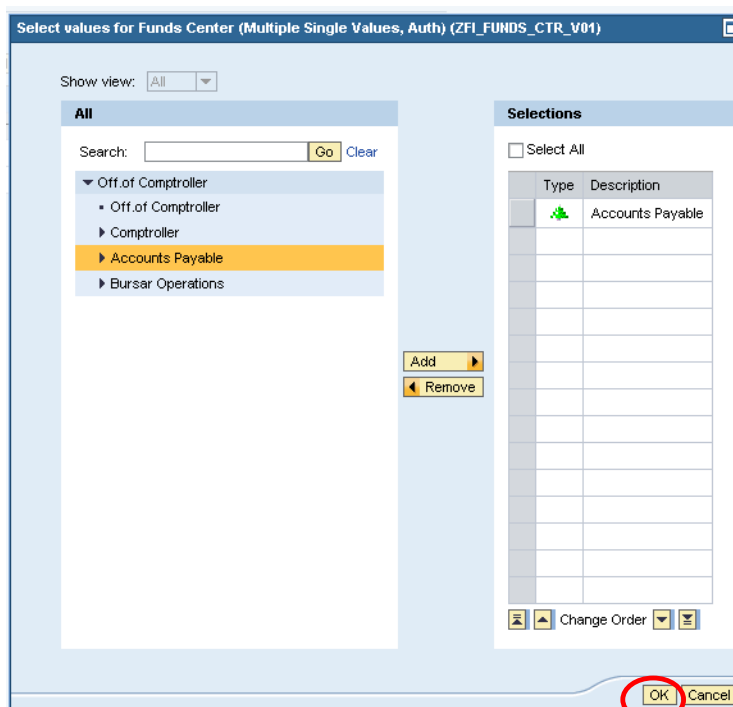 Select values for Funds Center (Multiple Single Values, Auth) (ZFI_FUNDS_CTR_V01)
Show view: All
All
Search: Go Clear
Off.of Comptroller
Off.of Comptroller
Comptroller
Accounts Payable
Bursar Operations
Add
Remove
Selections
Select All
Type Description
Accounts Payable
Change Order
OK Cancel